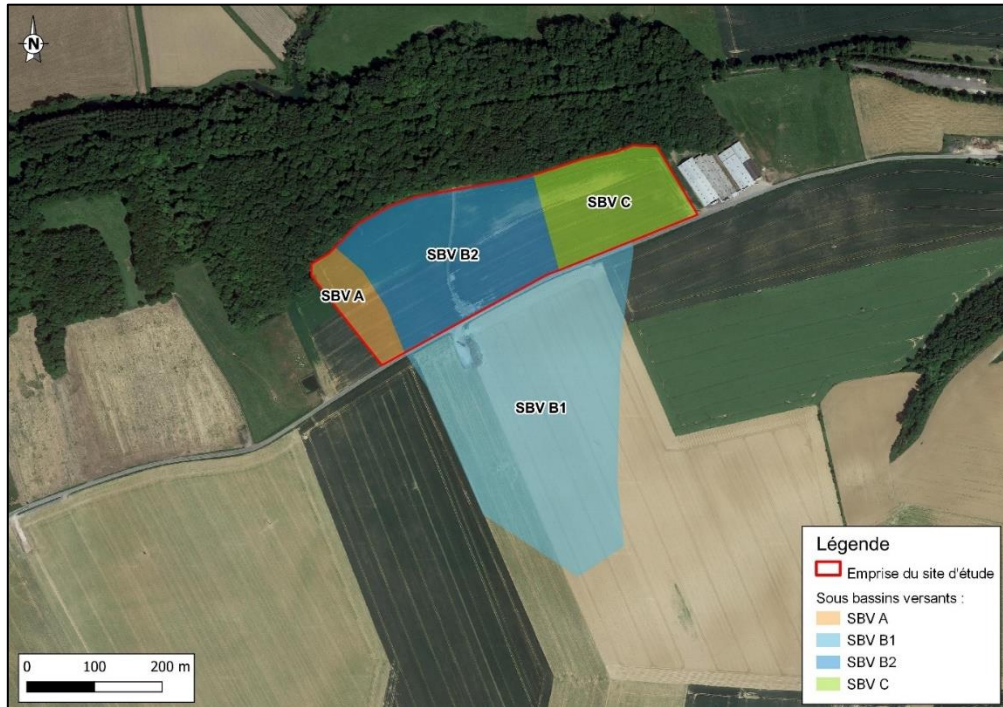 N
SBV C
SBV B2
SBV A
SBV B1
0 100 200 m
Légende
Emprise du site d'étude
Sous bassins versants :
SBV A
SBV B1
SBV B2
SBV C